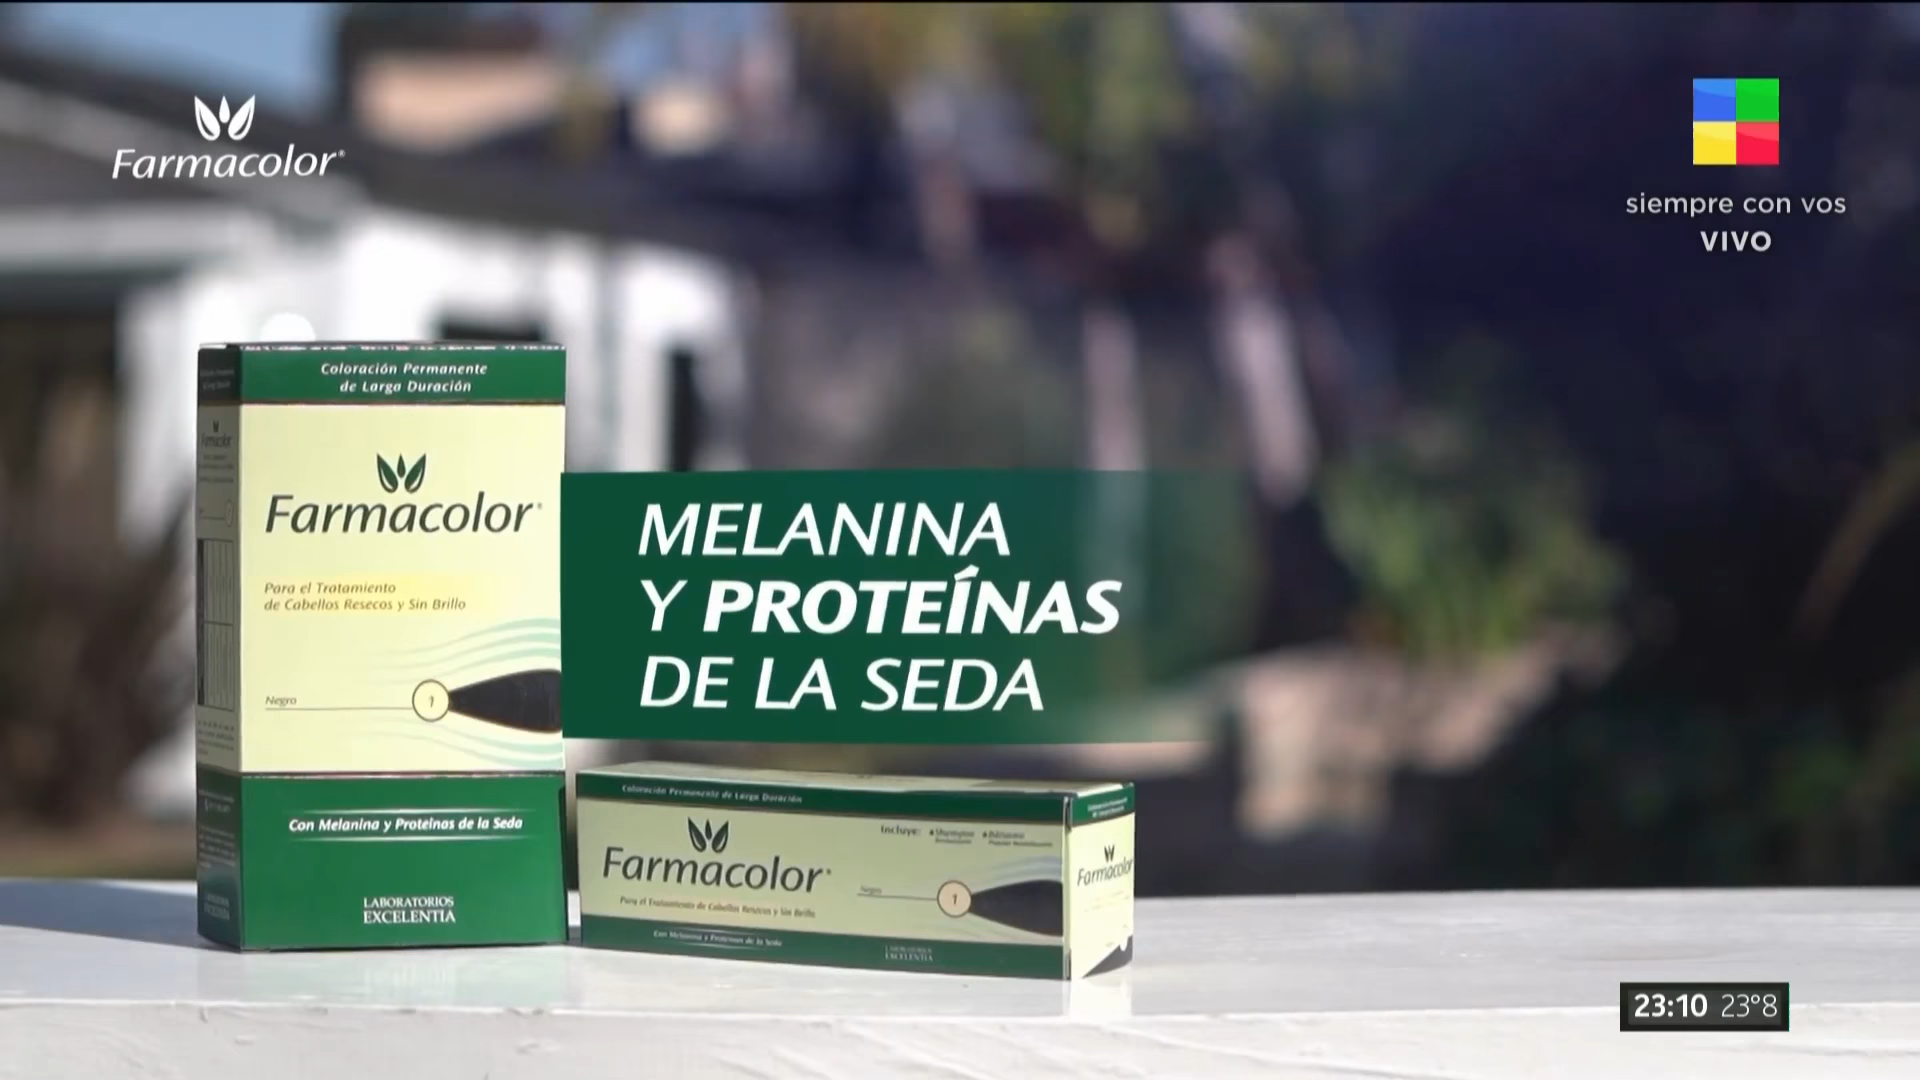 Farmacolor
siempre con vos
VIVO
Coloración Permanente
de Larga Duración
Farmacolor
Para el Tratamiento
de Cabellos Resecos y Sin Brillo
Negro
1
Con Melanina y Proteinas de la Seda
LABORATORIOS
EXCELENTIA
MELANINA
Y PROTEÍNAS
DE LA SEDA
Coloración Permanente de Larga Duración
Incluye:
Farmacolor
Negro
1
Para el Tratamiento de Cabellos Resecos y Sin Brillo
Con Melanina y Proteinas de la Seda
EXCELENTIA
Farmacolor
23:10 23°8